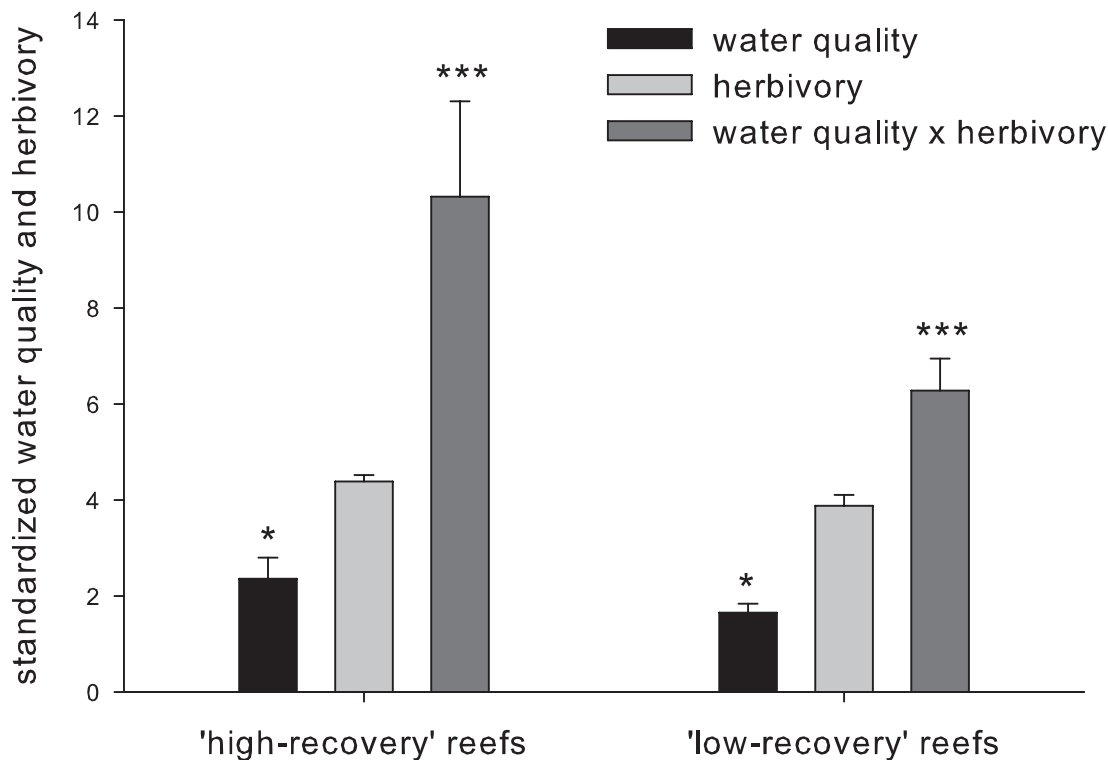 standardized water quality and herbivory
14
12
10
8
6
4
2
0
water quality
herbivory
water quality x herbivory
***
*
***
*
'high-recovery' reefs
'low-recovery' reefs